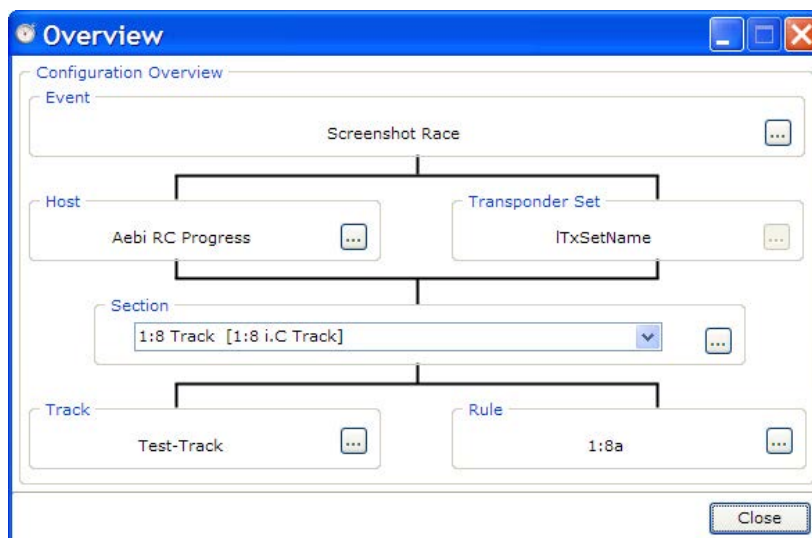 Overview
Configuration Overview
Event
Screenshot Race
...
Host
Aebi RC Progress
...
Transponder Set
lTxSetName
...
Section
1:8 Track [1:8 i.C Track]
...
Track
Test-Track
...
Rule
1:8a
...
Close